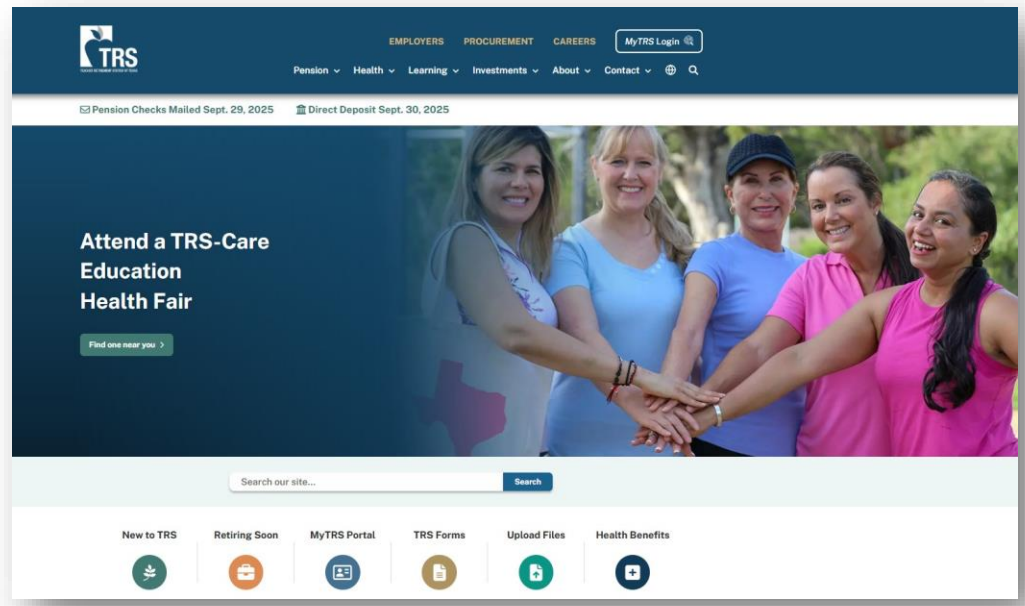 TRS
EMPLOYERS PROCUREMENT CAREERS MyTRS Login
Pension Health Learning Investments About Contact
Pension Checks Mailed Sept. 29, 2025 Direct Deposit Sept. 30, 2025
Attend a TRS-Care
Education
Health Fair
Find one near you >
Search our site... Search
New to TRS Retiring Soon MyTRS Portal TRS Forms Upload Files Health Benefits